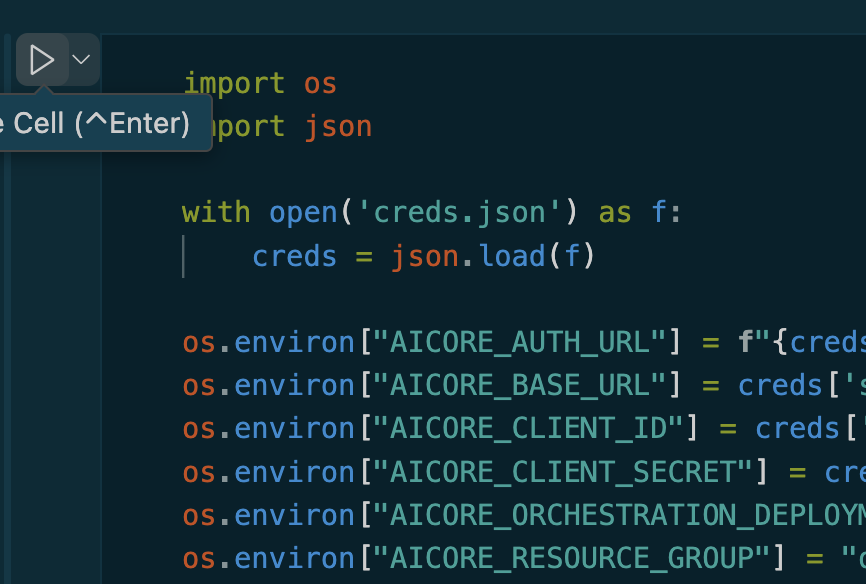 import os
Cell (^Enter)
import json
with open('creds.json') as f:
creds = json.load(f)
os.environ["AICORE_AUTH_URL"] = f"{creds
os.environ["AICORE_BASE_URL"] = creds['s
os.environ["AICORE_CLIENT_ID"] = creds['
os.environ["AICORE_CLIENT_SECRET"] = cre
os.environ["AICORE_ORCHESTRATION_DEPLOYM
os.environ["AICORE_RESOURCE_GROUP"] = "